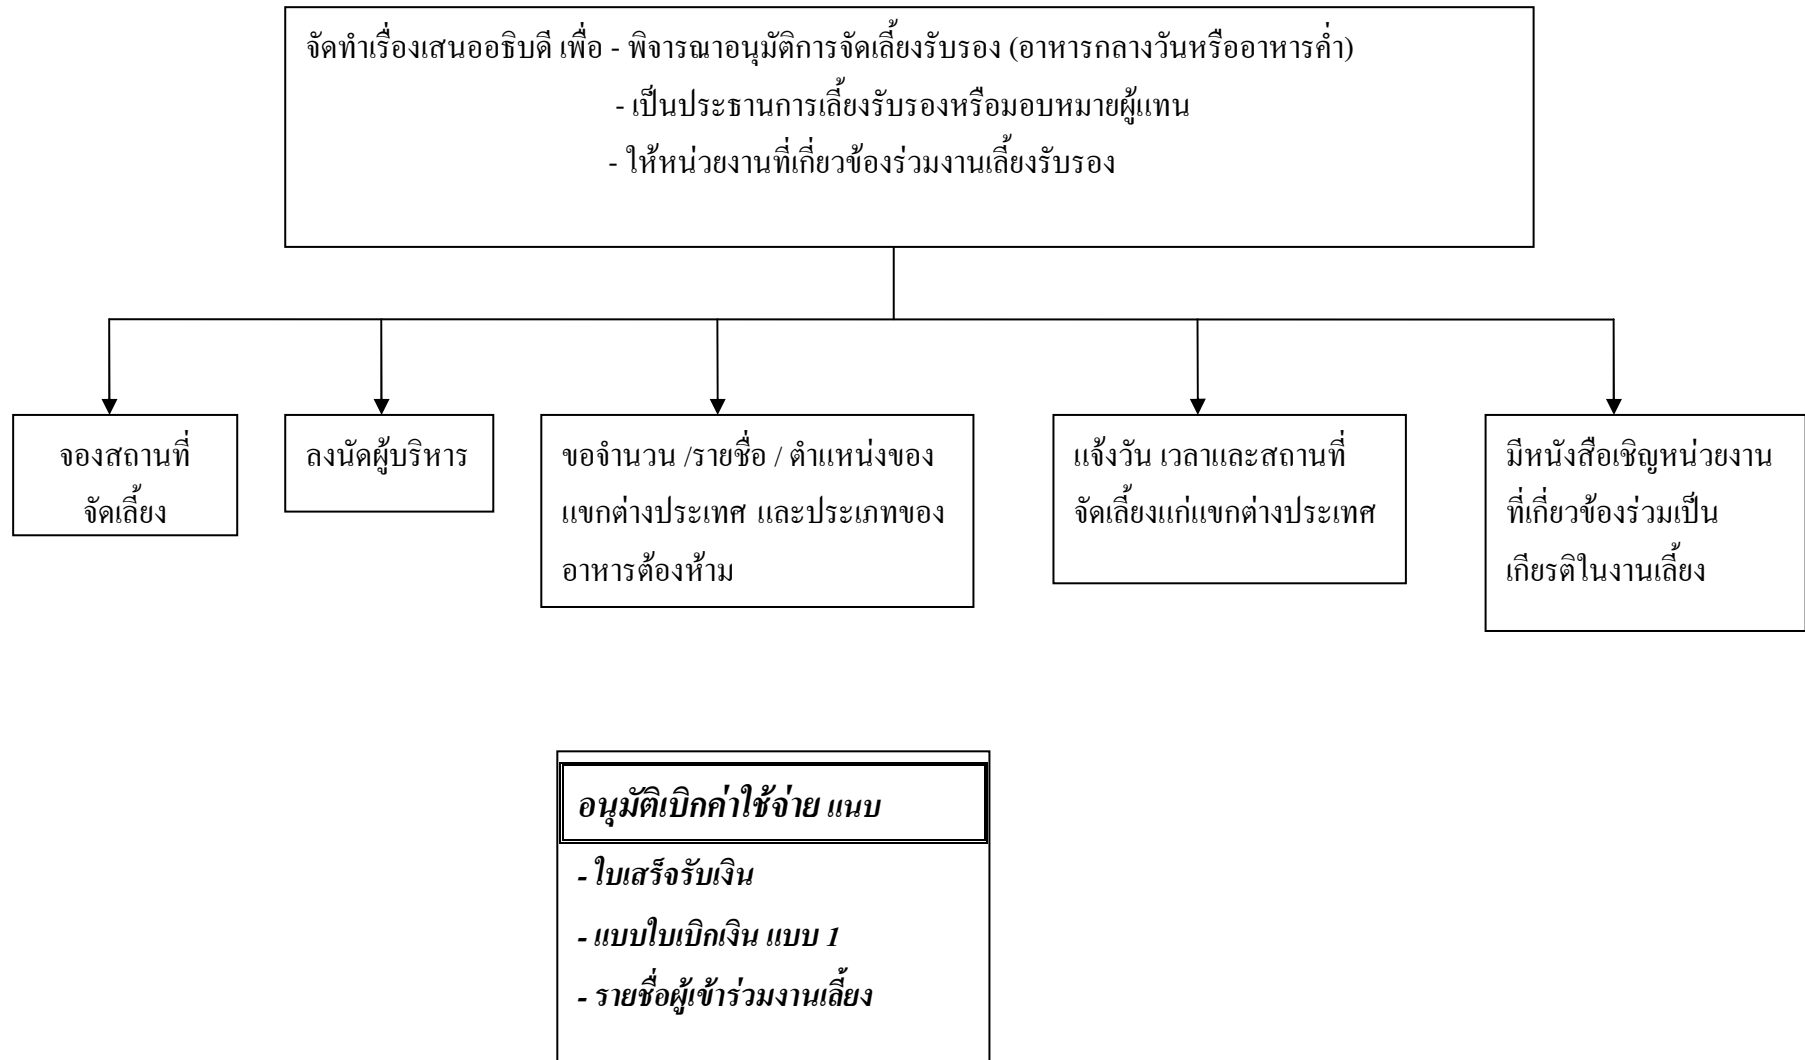 จัดทำเรื่องเสนออธิบดี เพื่อ - พิจารณาอนุมัติการจัดเลี้ยงรับรอง (อาหารกลางวันหรืออาหารค่ำ)
- เป็นประธานการเลี้ยงรับรองหรือมอบหมายผู้แทน
- ให้หน่วยงานที่เกี่ยวข้องร่วมงานเลี้ยงรับรอง
จองสถานที่
จัดเลี้ยง
ลงนัดผู้บริหาร
ขอจำนวน /รายชื่อ / ตำแหน่งของ
แขกต่างประเทศ และประเภทของ
อาหารต้องห้าม
แจ้งวัน เวลาและสถานที่
จัดเลี้ยงแก่แขกต่างประเทศ
มีหนังสือเชิญหน่วยงาน
ที่เกี่ยวข้องร่วมเป็น
เกียรติในงานเลี้ยง
อนุมัติเบิกค่าใช้จ่าย แนบ
- ใบเสร็จรับเงิน
- แบบใบเบิกเงิน แบบ 1
- รายชื่อผู้เข้าร่วมงานเลี้ยง